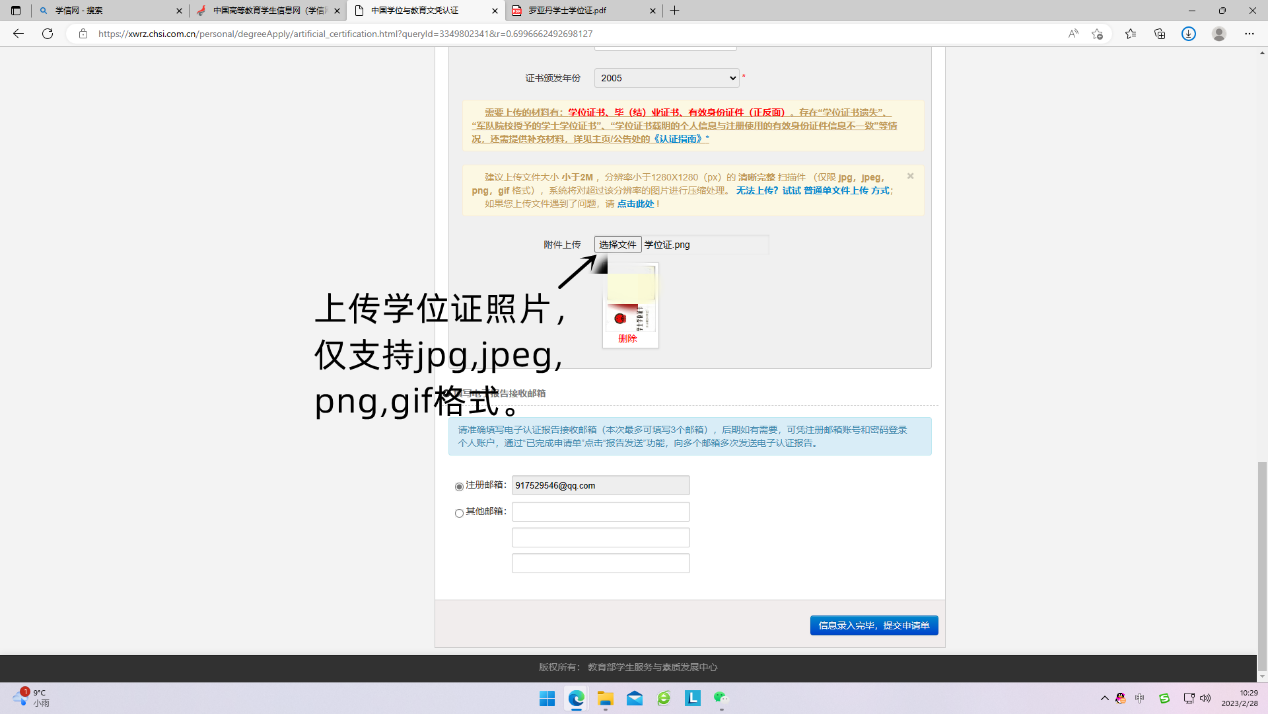 学信网 - 搜索
中国高等教育学生信息网（学信网
中国学位与教育文凭认证
罗亚丹学士学位证.pdf
https://xwrz.chsi.com.cn/personal/degreeApply/artificial_certification.html?queryId=3349802341&r=0.6996662492698127
证书颁发年份 2005 *
需要上传的材料有：学位证书、毕（结）业证书、有效身份证件（正反面）。存在“学位证书遗失”、
“军队院校授予的学士学位证书”、“学位证书载明的个人信息与注册使用的有效身份证件信息不一致”等情
况，还需提供补充材料，详见主页/公告处的《认证指南》*
建议上传文件大小 小于2M ，分辨率小于1280X1280（px）的 清晰完整 扫描件 （仅限 jpg，jpeg，
png，gif 格式），系统将对超过该分辨率的图片进行压缩处理。 无法上传？试试 普通单文件上传 方式；
如果您上传文件遇到了问题，请 点击此处 ！
附件上传 选择文件 学位证.png
学士学位证书
删除
上传学位证照片，
仅支持jpg,jpeg,
png,gif格式。
写电子报告接收邮箱
请准确填写电子认证报告接收邮箱（本次最多可填写3个邮箱），后期如有需要，可凭注册邮箱账号和密码登录
个人账户，通过“已完成申请单”点击“报告发送”功能，向多个邮箱多次发送电子认证报告。
注册邮箱： 917529546@qq.com
其他邮箱：
信息录入完毕，提交申请单
版权所有： 教育部学生服务与素质发展中心
1
9°C
小雨
中
10:29
2023/2/28